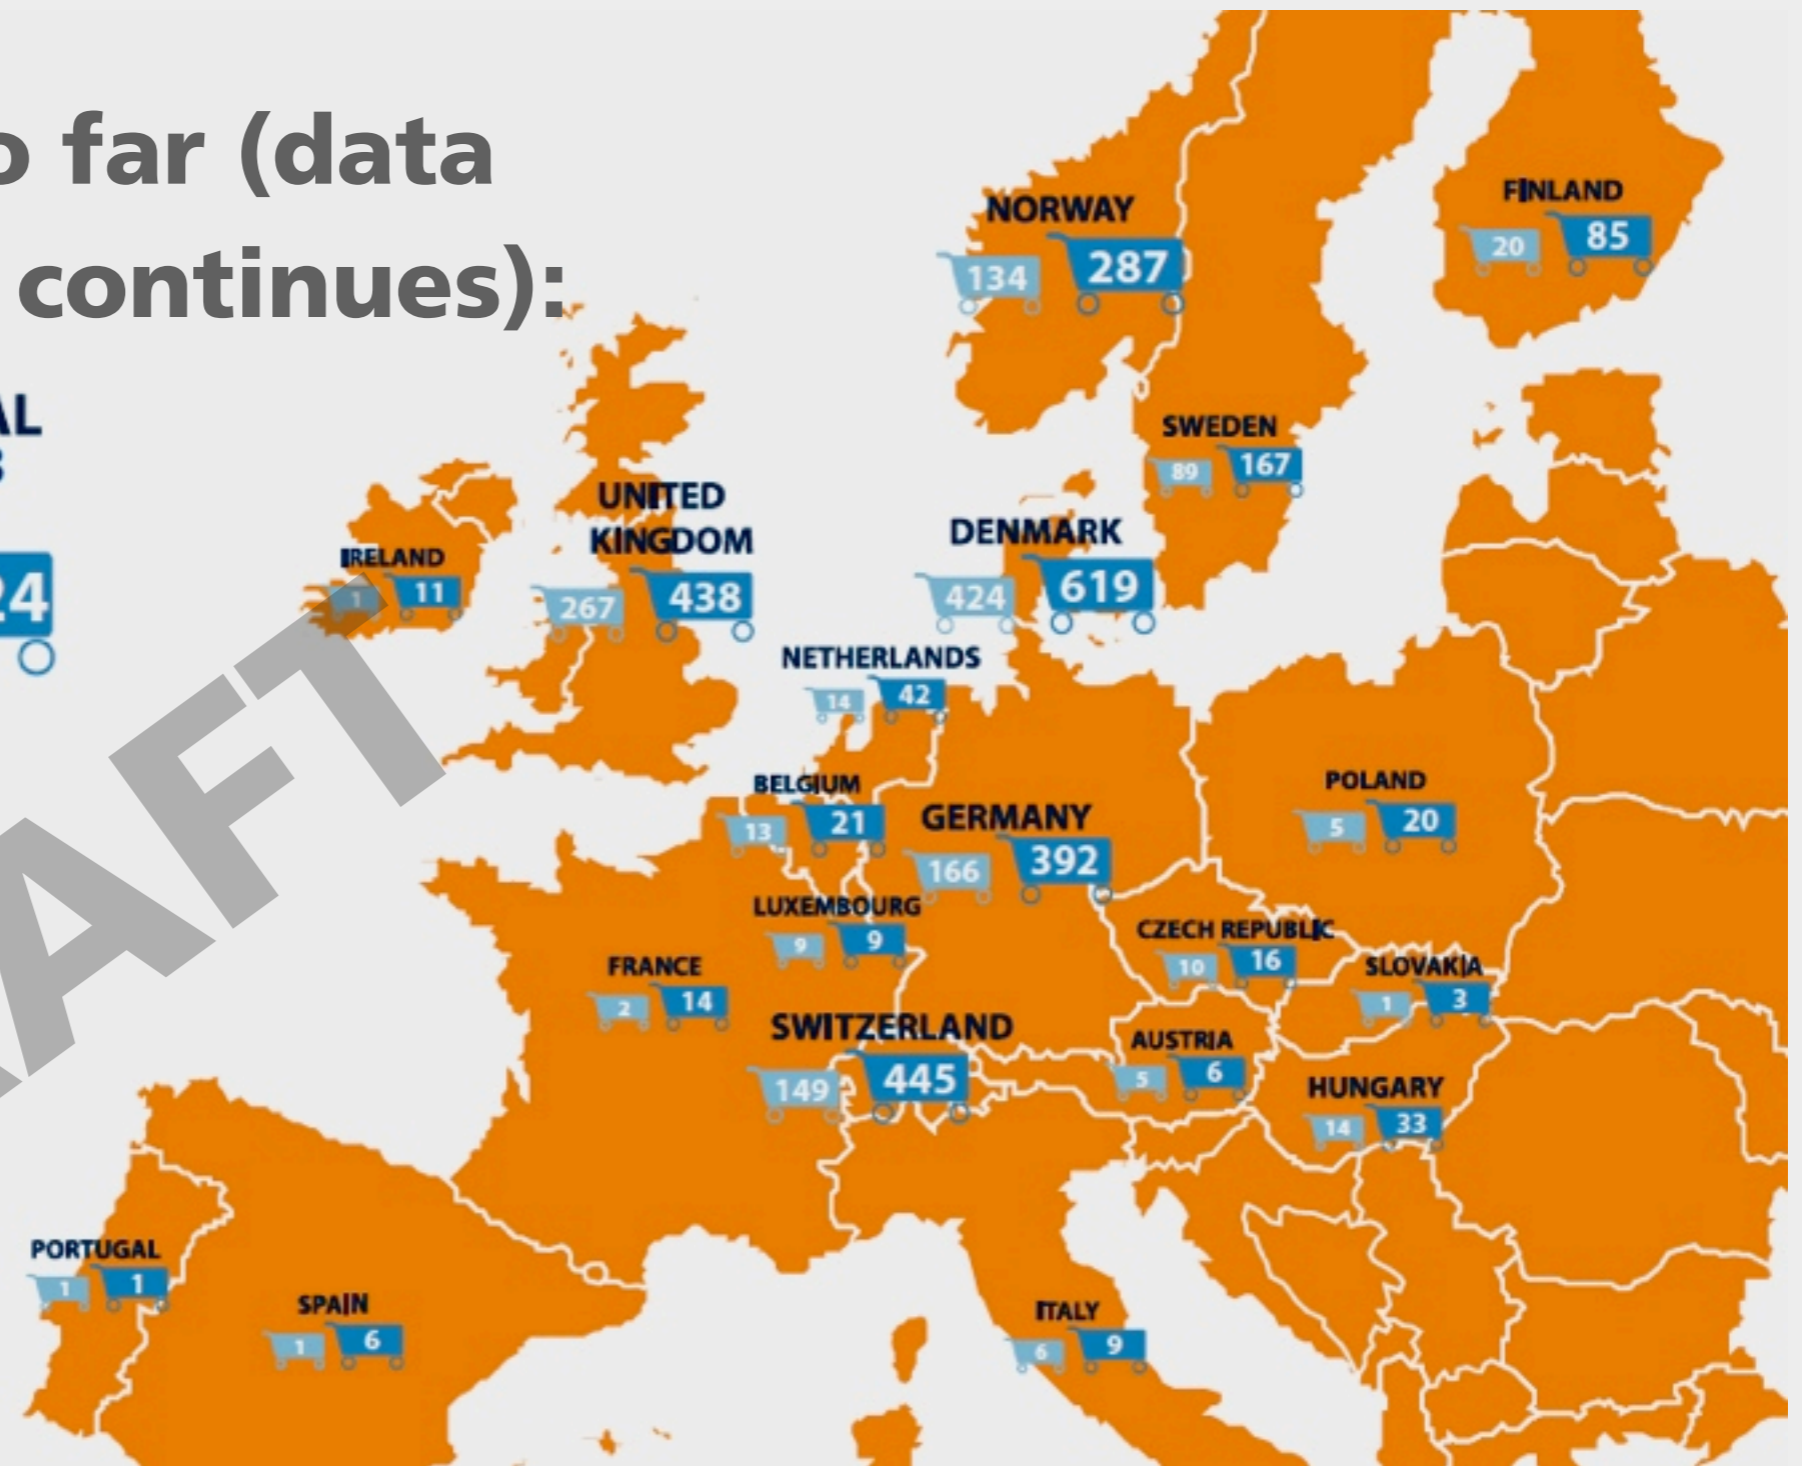 far (data
continues):
NORWAY
134 287
FINLAND
20 85
SWEDEN
89 167
UNITED
KINGDOM
267 438
DENMARK
424 619
IRELAND
1 11
NETHERLANDS
14 42
BELGIUM
13 21
GERMANY
166 392
POLAND
5 20
LUXEMBOURG
9 9
CZECH REPUBLIC
10 16
FRANCE
2 14
SLOVAKIA
1 3
SWITZERLAND
149 445
AUSTRIA
5 6
HUNGARY
14 33
PORTUGAL
1 1
SPAIN
1 6
ITALY
6 9